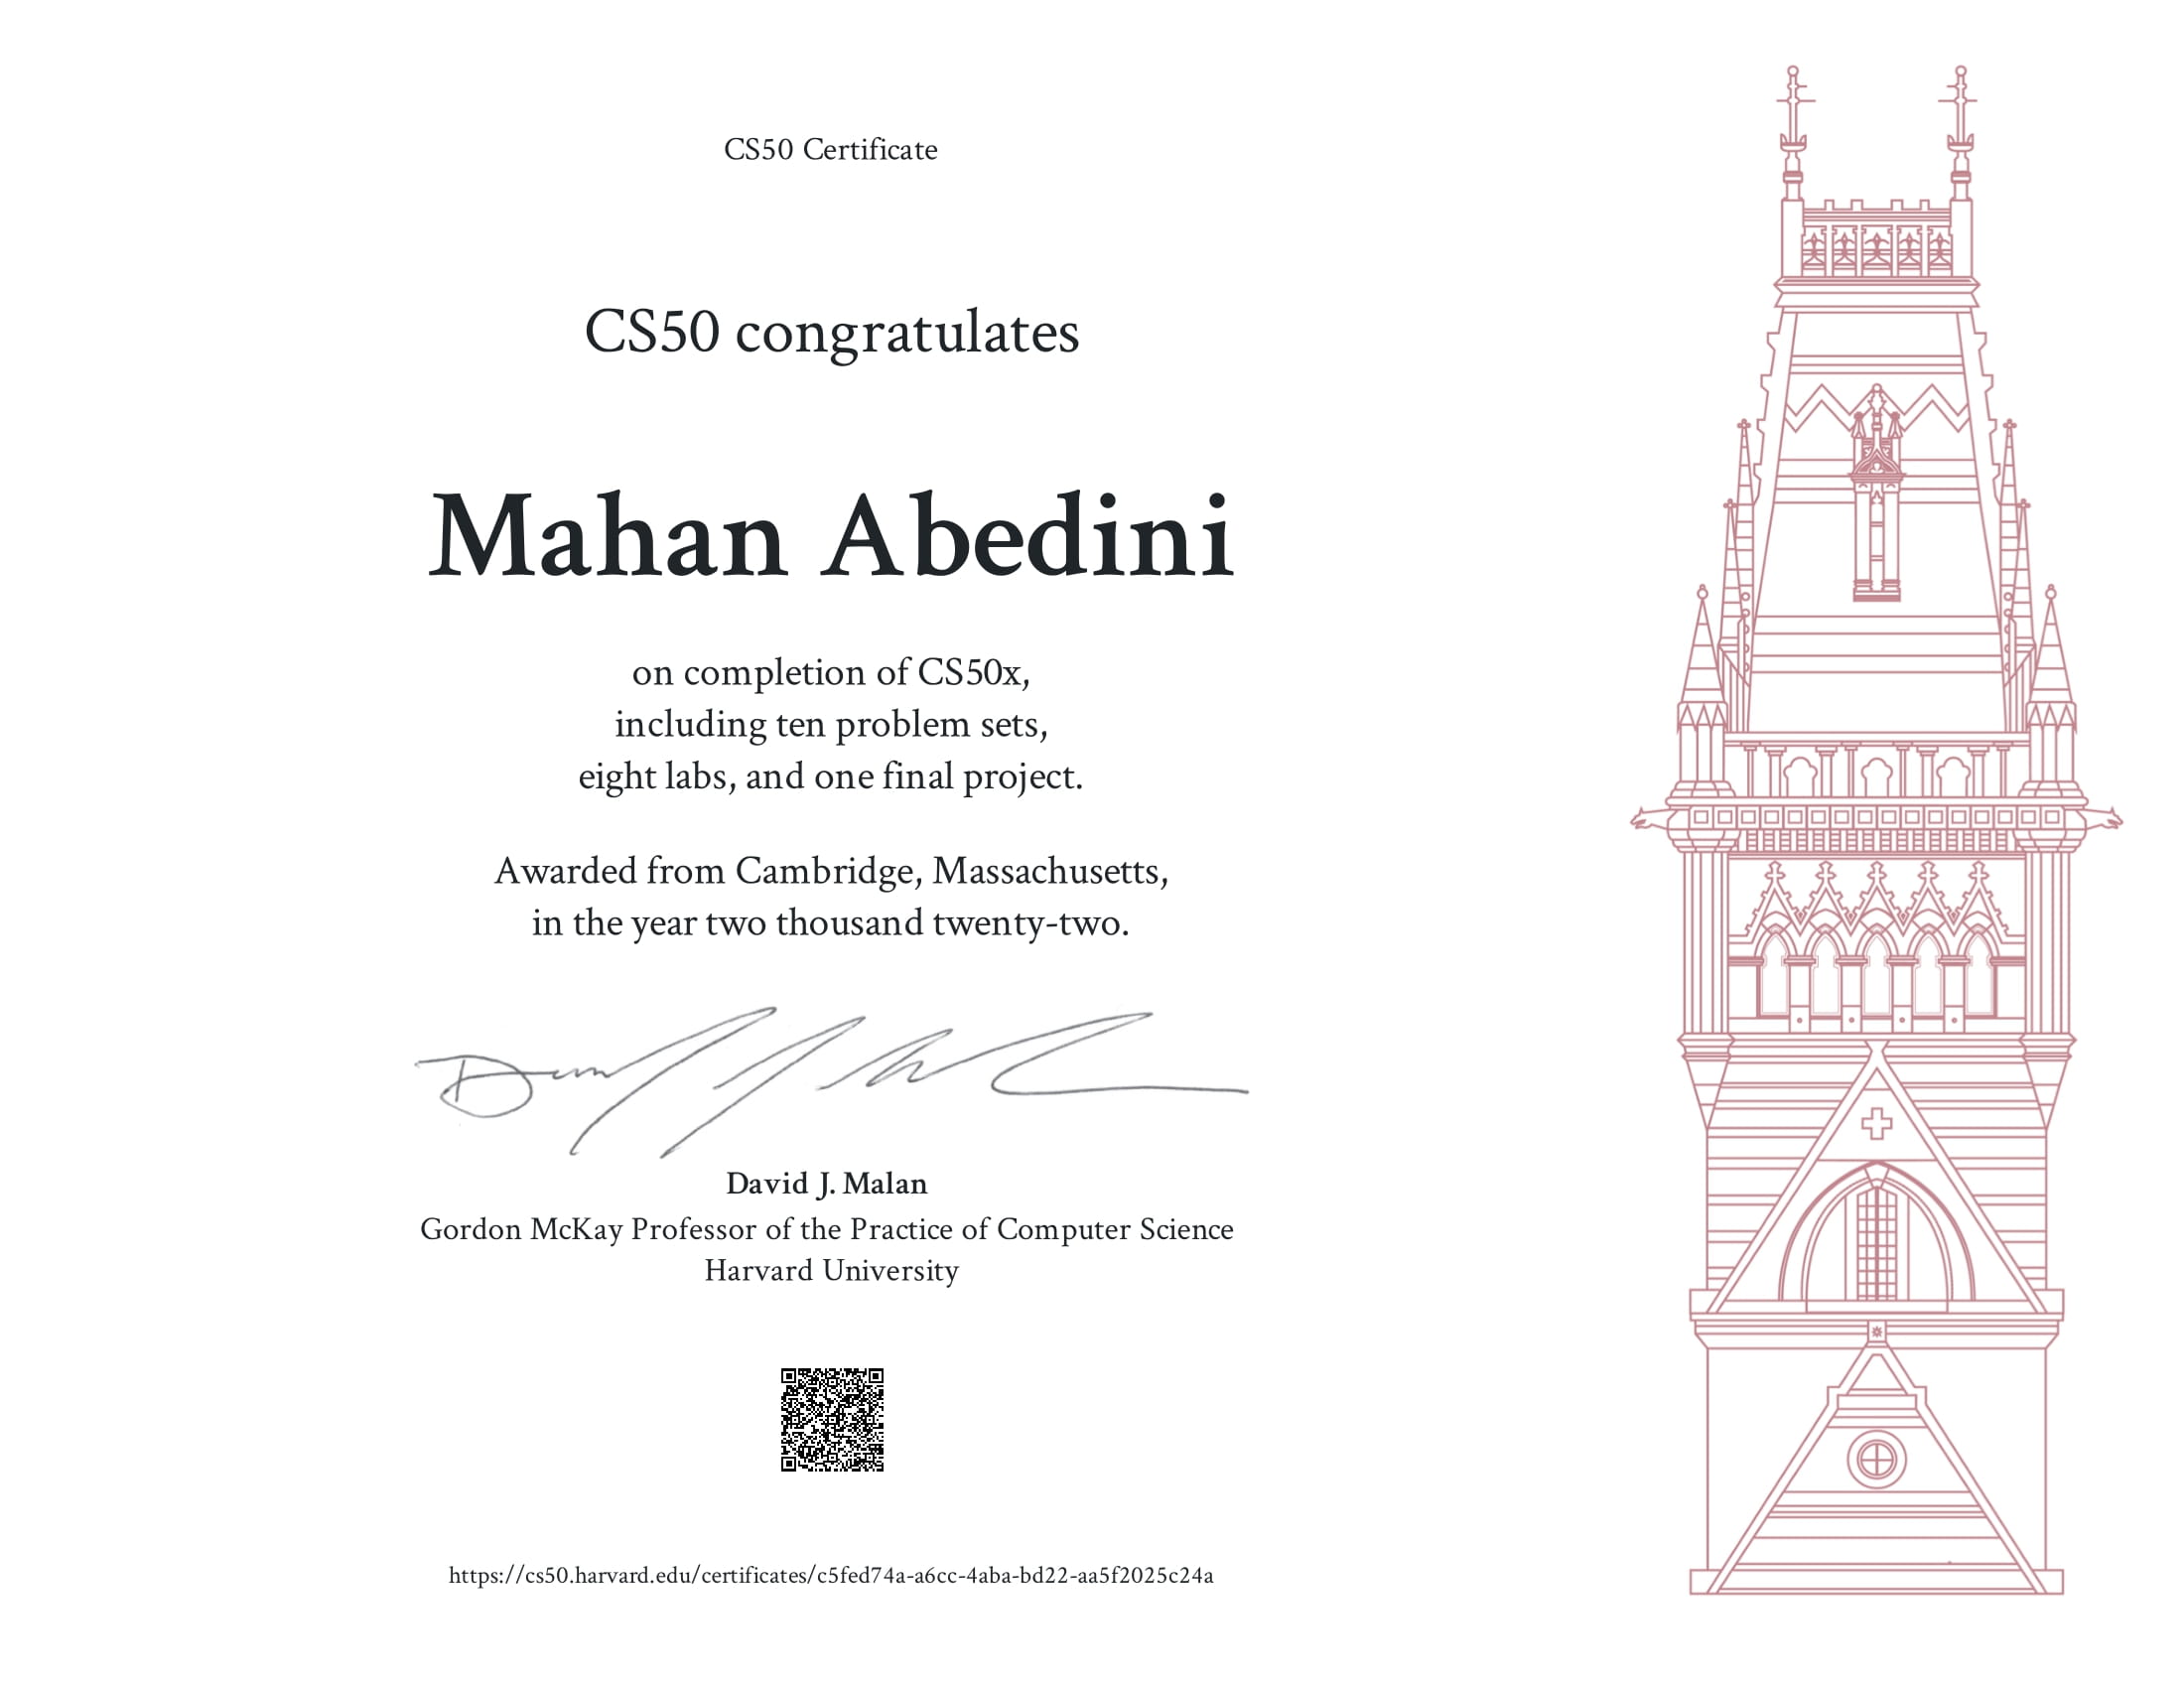 CS50 Certificate
CS50 congratulates
Mahan Abedini
on completion of CS50x,
including ten problem sets,
eight labs, and one final project.
Awarded from Cambridge, Massachusetts,
in the year two thousand twenty-two.
David J. Malan
Gordon McKay Professor of the Practice of Computer Science
Harvard University
https://cs50.harvard.edu/certificates/c5fed74a-a6cc-4aba-bd22-aa5f2025c24a